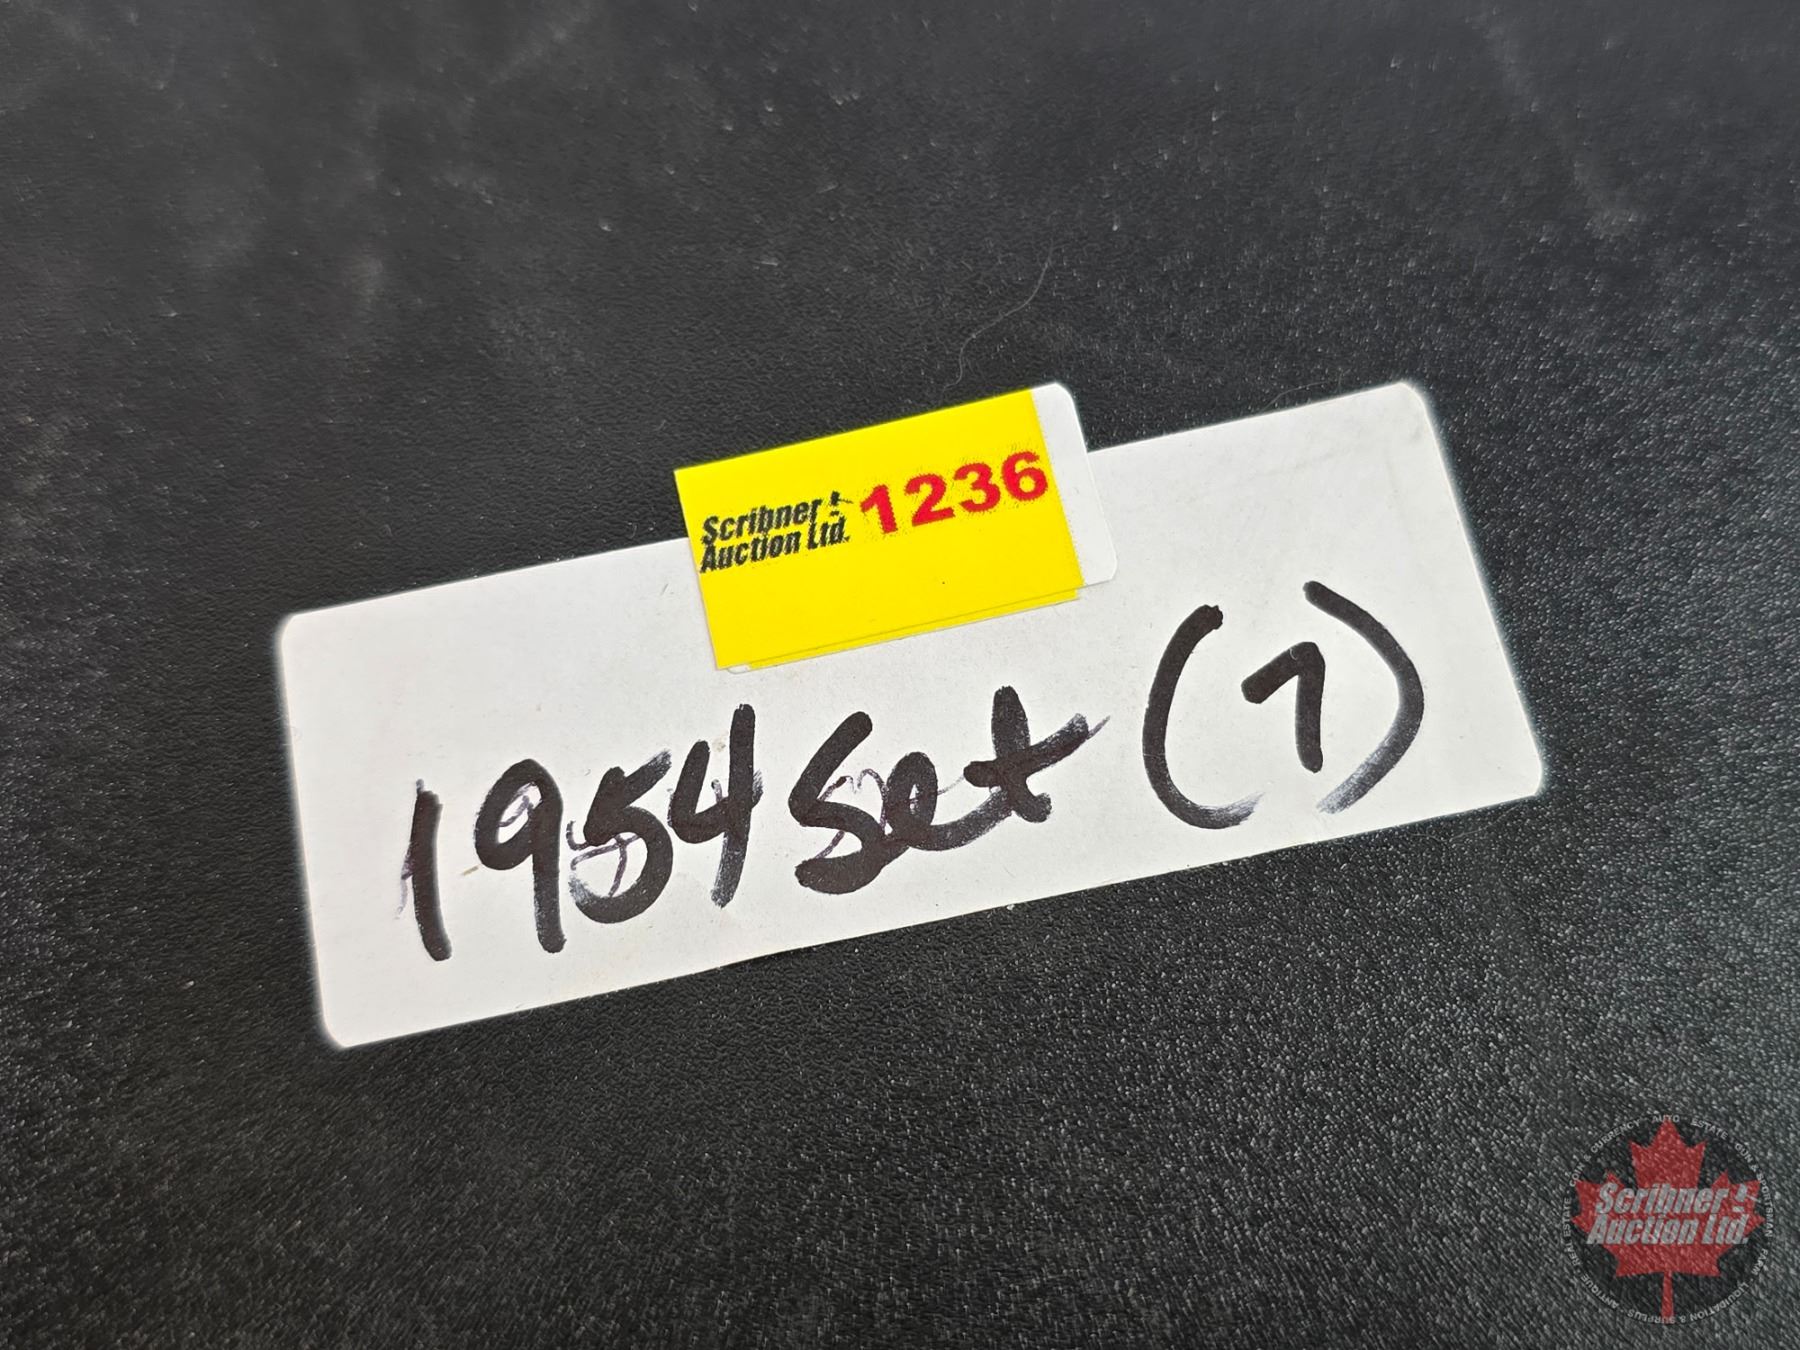 Scribner
Auction Ltd.
1236
1954 Set (7)
Scribner
Auction Ltd.